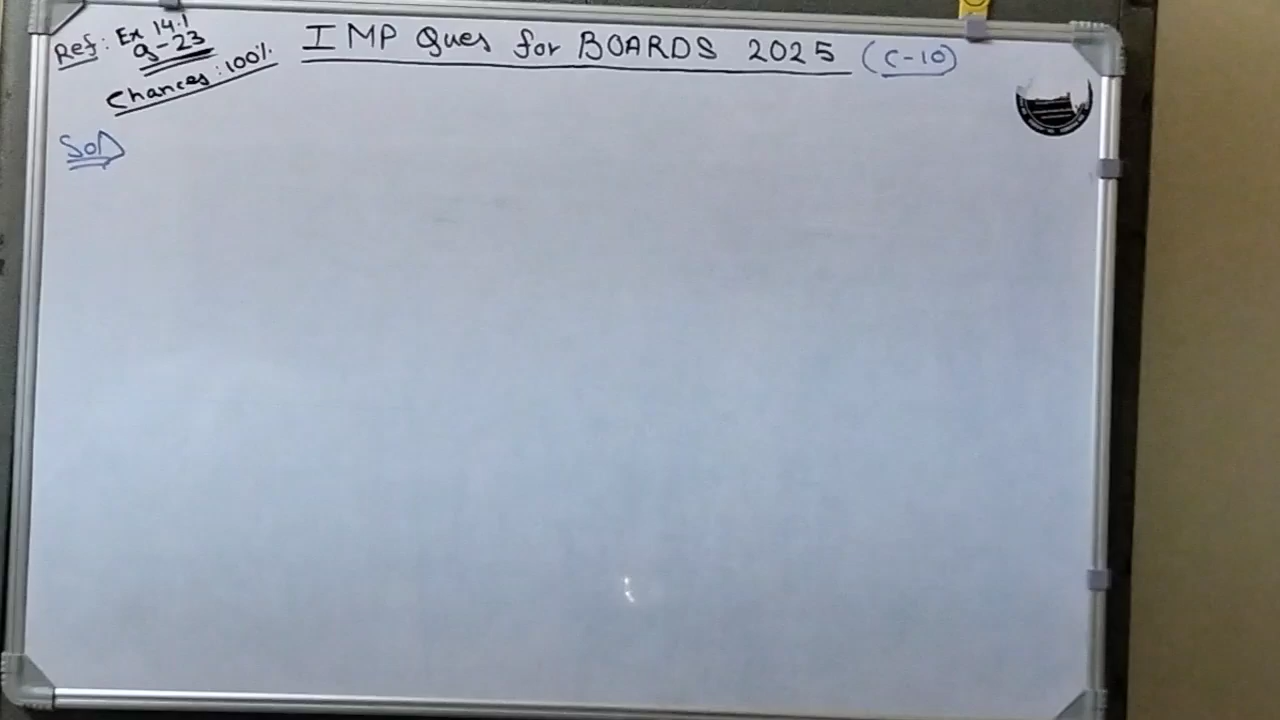 Ref: Ex 14.1
Q-23
Chances: 100%
IMP Ques for BOARDS 2025 (C-10)
Sol